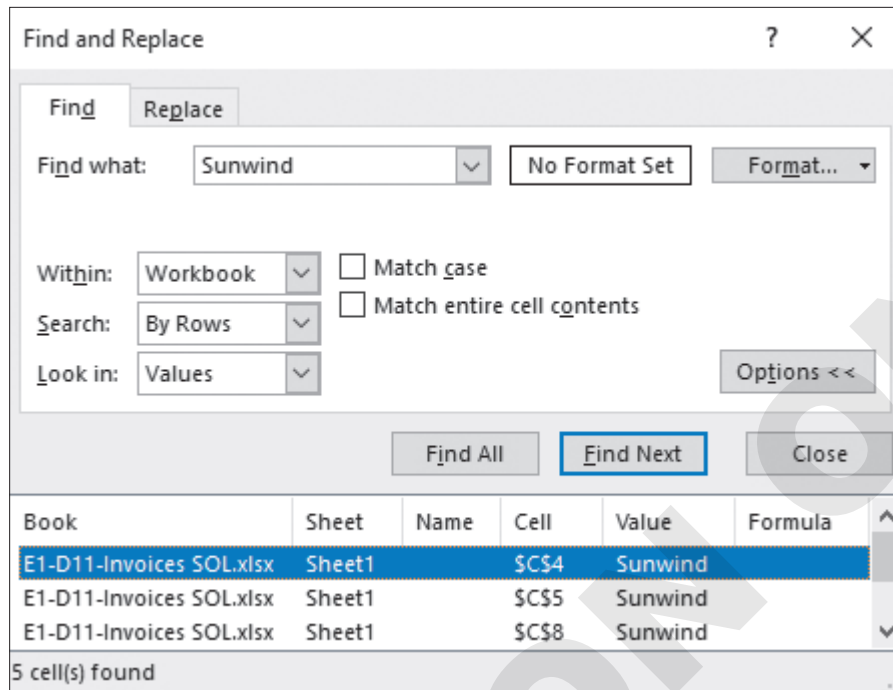 Find and Replace ? ×
Find Replace
Find what: Sunwind No Format Set Format...
Within: Workbook Match case
Search: By Rows Match entire cell contents
Look in: Values
Options <<
Find All Find Next Close
Book Sheet Name Cell Value Formula
E1-D11-Invoices SOL.xlsx Sheet1 $C$4 Sunwind
E1-D11-Invoices SOL.xlsx Sheet1 $C$5 Sunwind
E1-D11-Invoices SOL.xlsx Sheet1 $C$8 Sunwind
5 cell(s) found